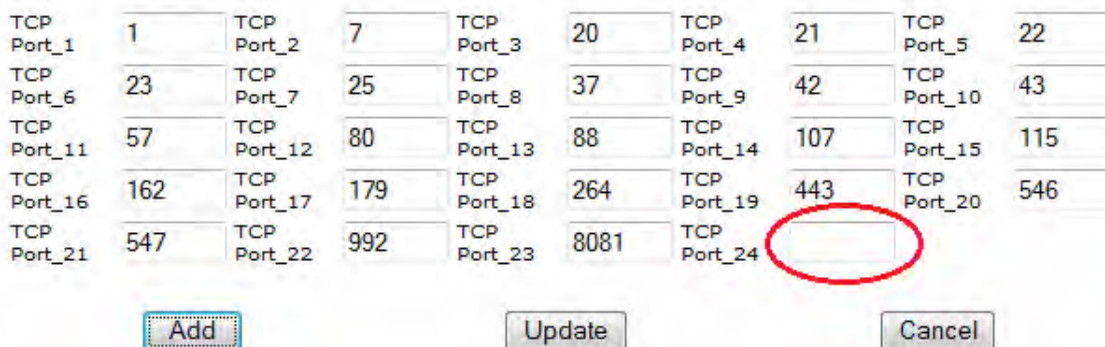 TCP Port_1 1 TCP Port_2 7 TCP Port_3 20 TCP Port_4 21 TCP Port_5 22
TCP Port_6 23 TCP Port_7 25 TCP Port_8 37 TCP Port_9 42 TCP Port_10 43
TCP Port_11 57 TCP Port_12 80 TCP Port_13 88 TCP Port_14 107 TCP Port_15 115
TCP Port_16 162 TCP Port_17 179 TCP Port_18 264 TCP Port_19 443 TCP Port_20 546
TCP Port_21 547 TCP Port_22 992 TCP Port_23 8081 TCP Port_24
Add Update Cancel